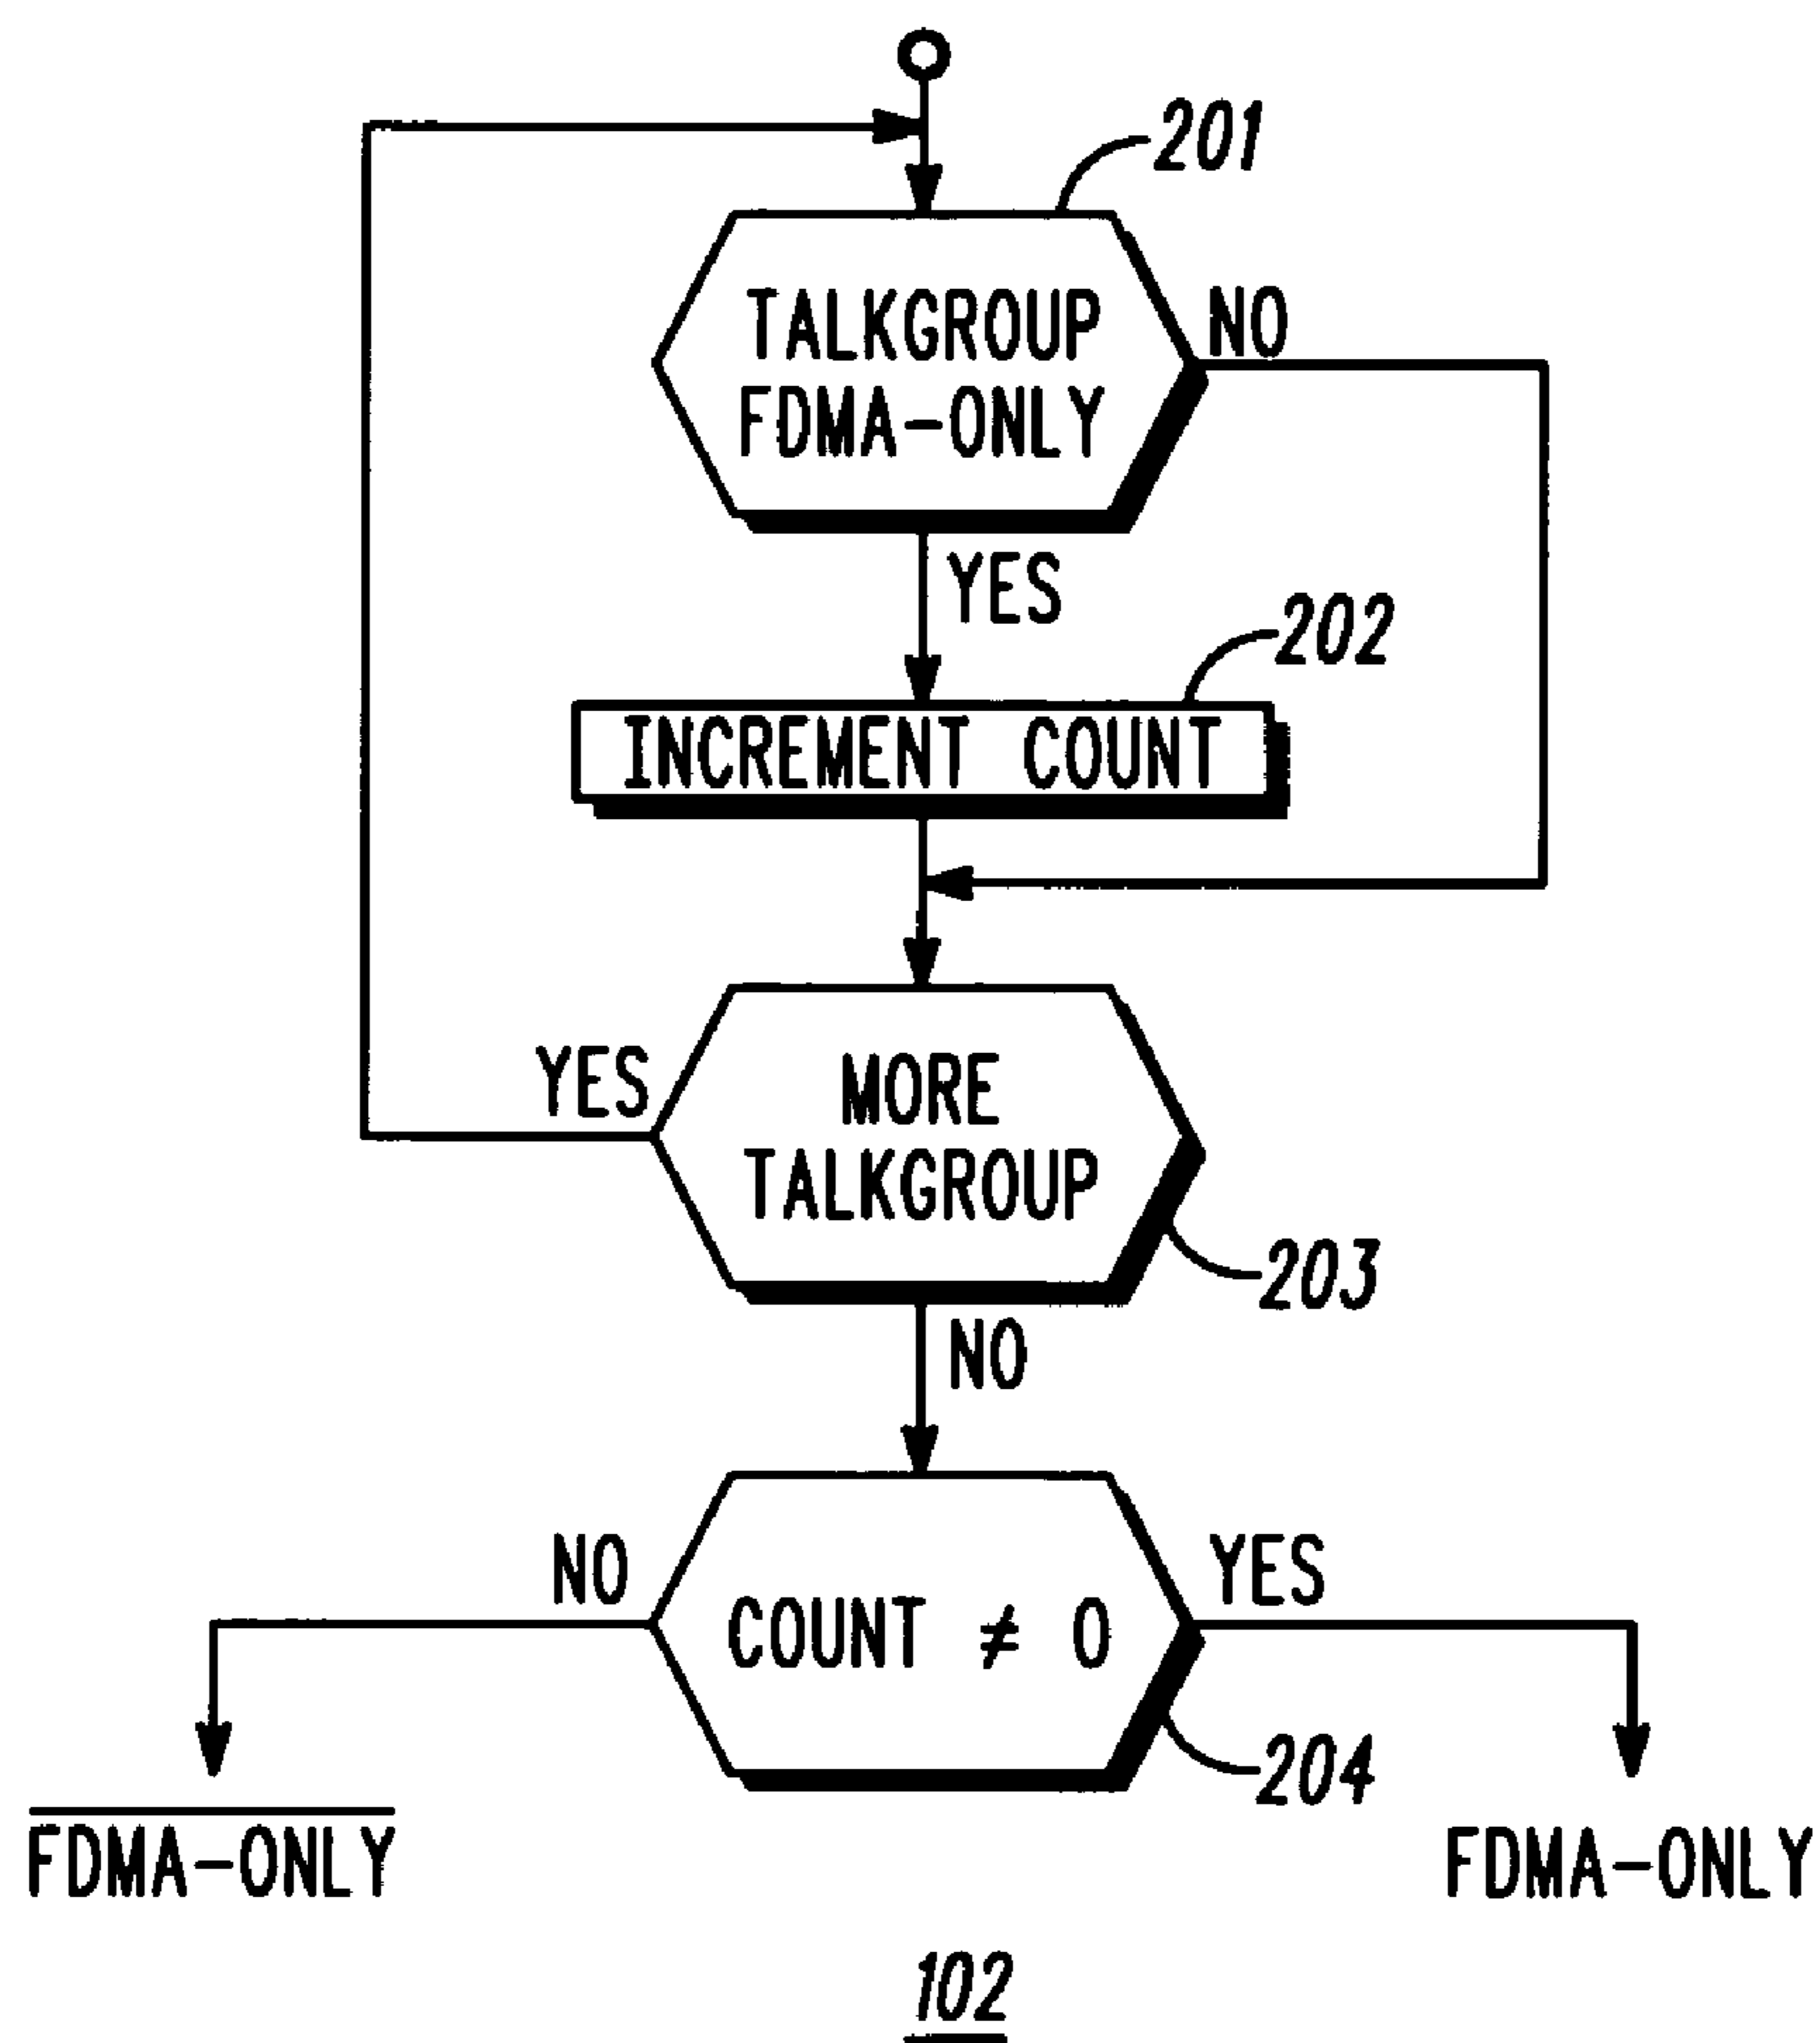 201
TALKGROUP
FDMA-ONLY
NO
YES
202
INCREMENT COUNT
YES
MORE
TALKGROUP
203
NO
NO
COUNT ≠ 0
YES
204
FDMA-ONLY
FDMA-ONLY
102